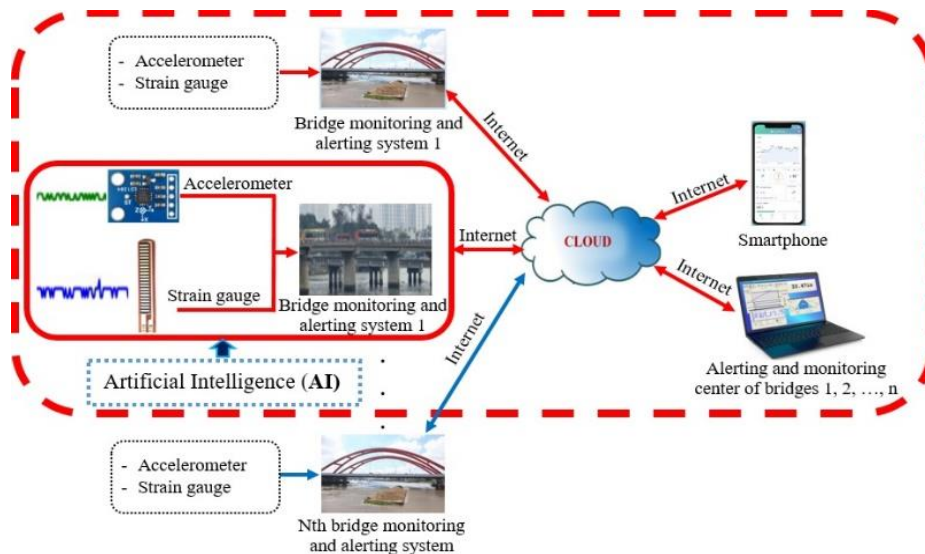 - Accelerometer
- Strain gauge
Bridge monitoring and
alerting system 1
Internet
Accelerometer
Strain gauge
Bridge monitoring and
alerting system 1
Internet
CLOUD
Internet
Smartphone
Internet
Alerting and monitoring
center of bridges 1, 2, …, n
Artificial Intelligence (AI)
Internet
- Accelerometer
- Strain gauge
Nth bridge monitoring
and alerting system